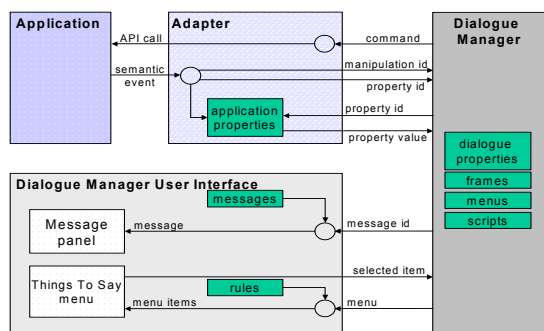 Application
Adapter
Dialogue
Manager
API call
command
semantic
event
manipulation id
property id
application
properties
property id
property value
dialogue
properties
frames
menus
scripts
Dialogue Manager User Interface
messages
Message
panel
message
message id
Things To Say
menu
selected item
rules
menu items
menu